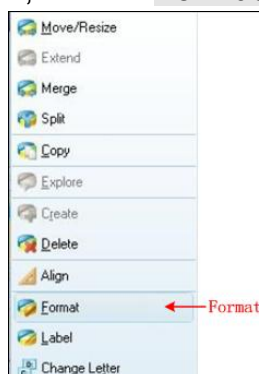 Move/Resize
Extend
Merge
Split
Copy
Explore
Create
Delete
Align
Format
Format
Label
Change Letter